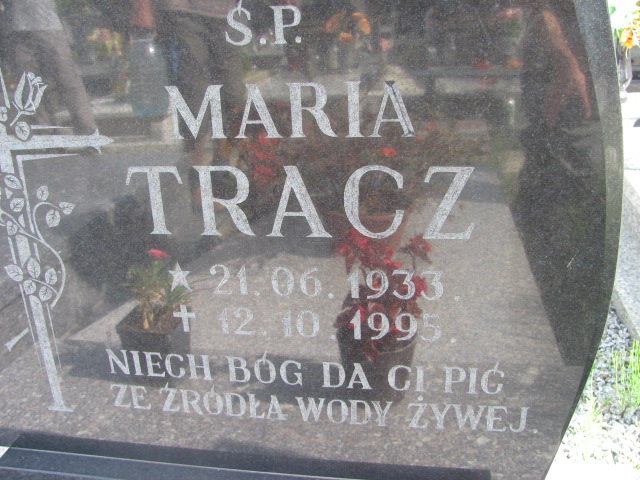 Ś.P.
MARIA
TRACZ
★ 21.06.1933.
✝ 12.10.1995
NIECH BÓG DA CI PIĆ
ZE ŹRÓDŁA WODY ŻYWEJ.